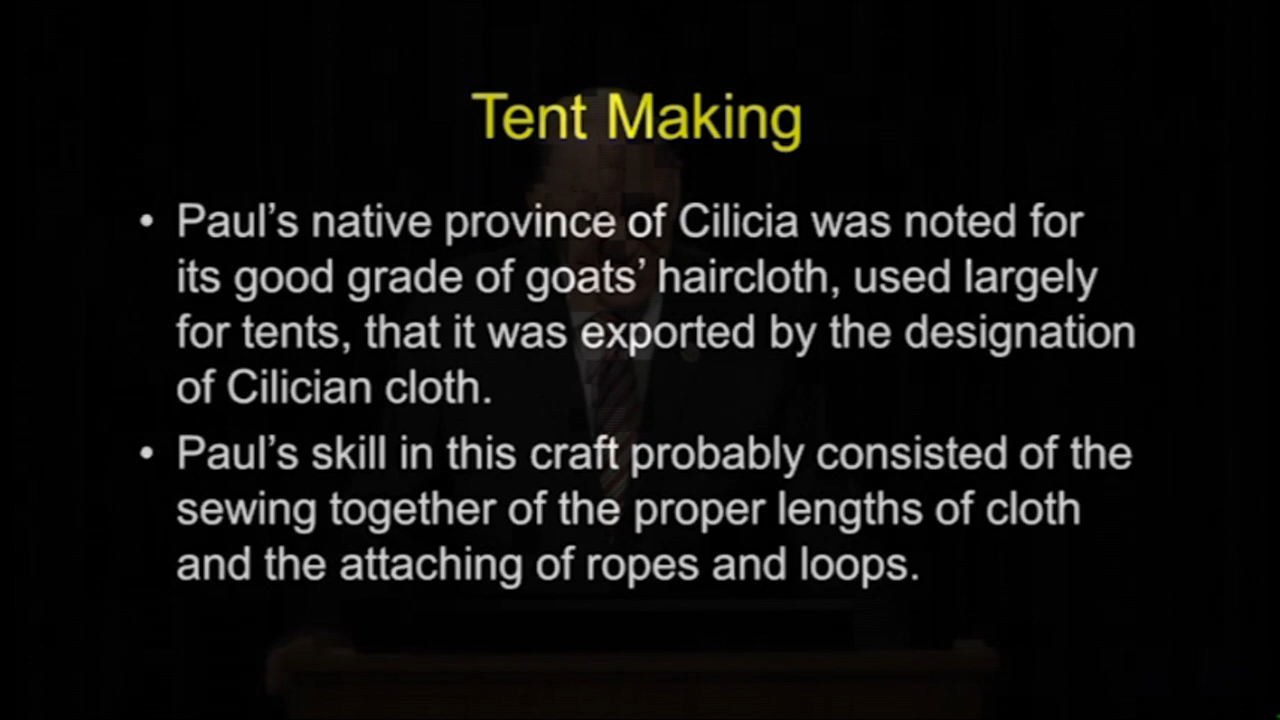 Tent Making
• Paul’s native province of Cilicia was noted for
its good grade of goats’ haircloth, used largely
for tents, that it was exported by the designation
of Cilician cloth.
• Paul’s skill in this craft probably consisted of the
sewing together of the proper lengths of cloth
and the attaching of ropes and loops.